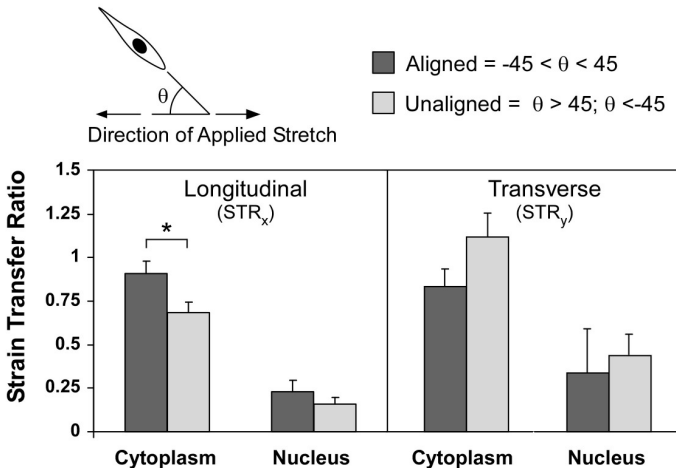 θ
Direction of Applied Stretch
Aligned = -45 < θ < 45
Unaligned = θ > 45; θ <-45
Strain Transfer Ratio
1.5
1.25
1
0.75
0.5
0.25
0
Longitudinal
(STRx)
*
Transverse
(STRy)
Cytoplasm Nucleus Cytoplasm Nucleus